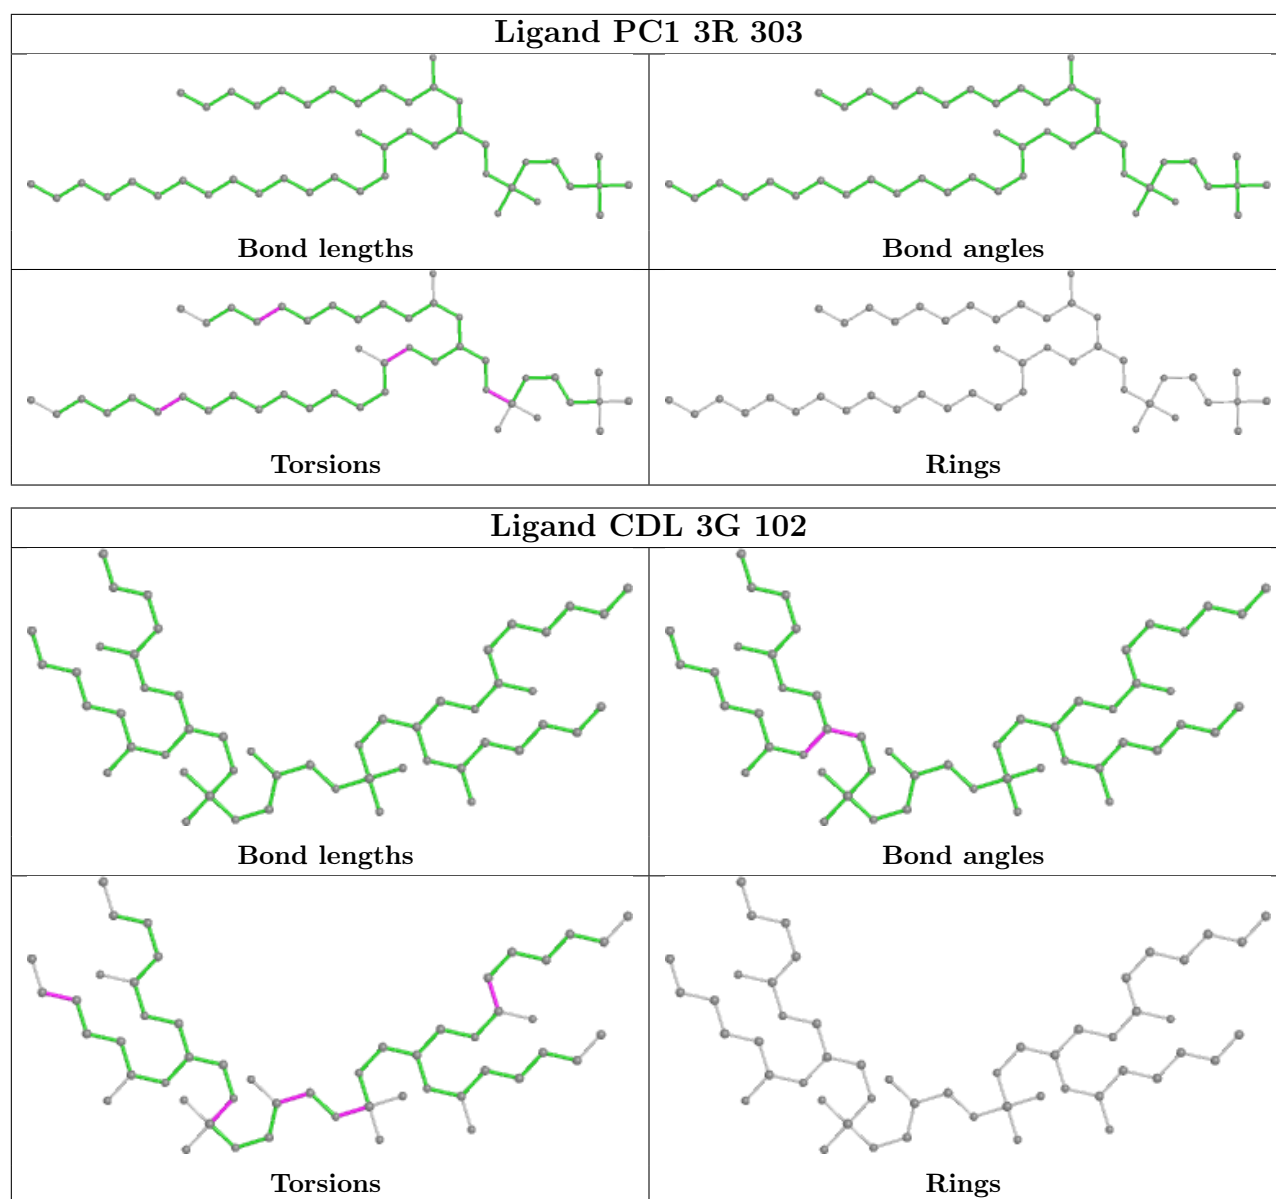 Ligand PC1 3R 303
Bond lengths
Bond angles
Torsions
Rings
Ligand CDL 3G 102
Bond lengths
Bond angles
Torsions
Rings